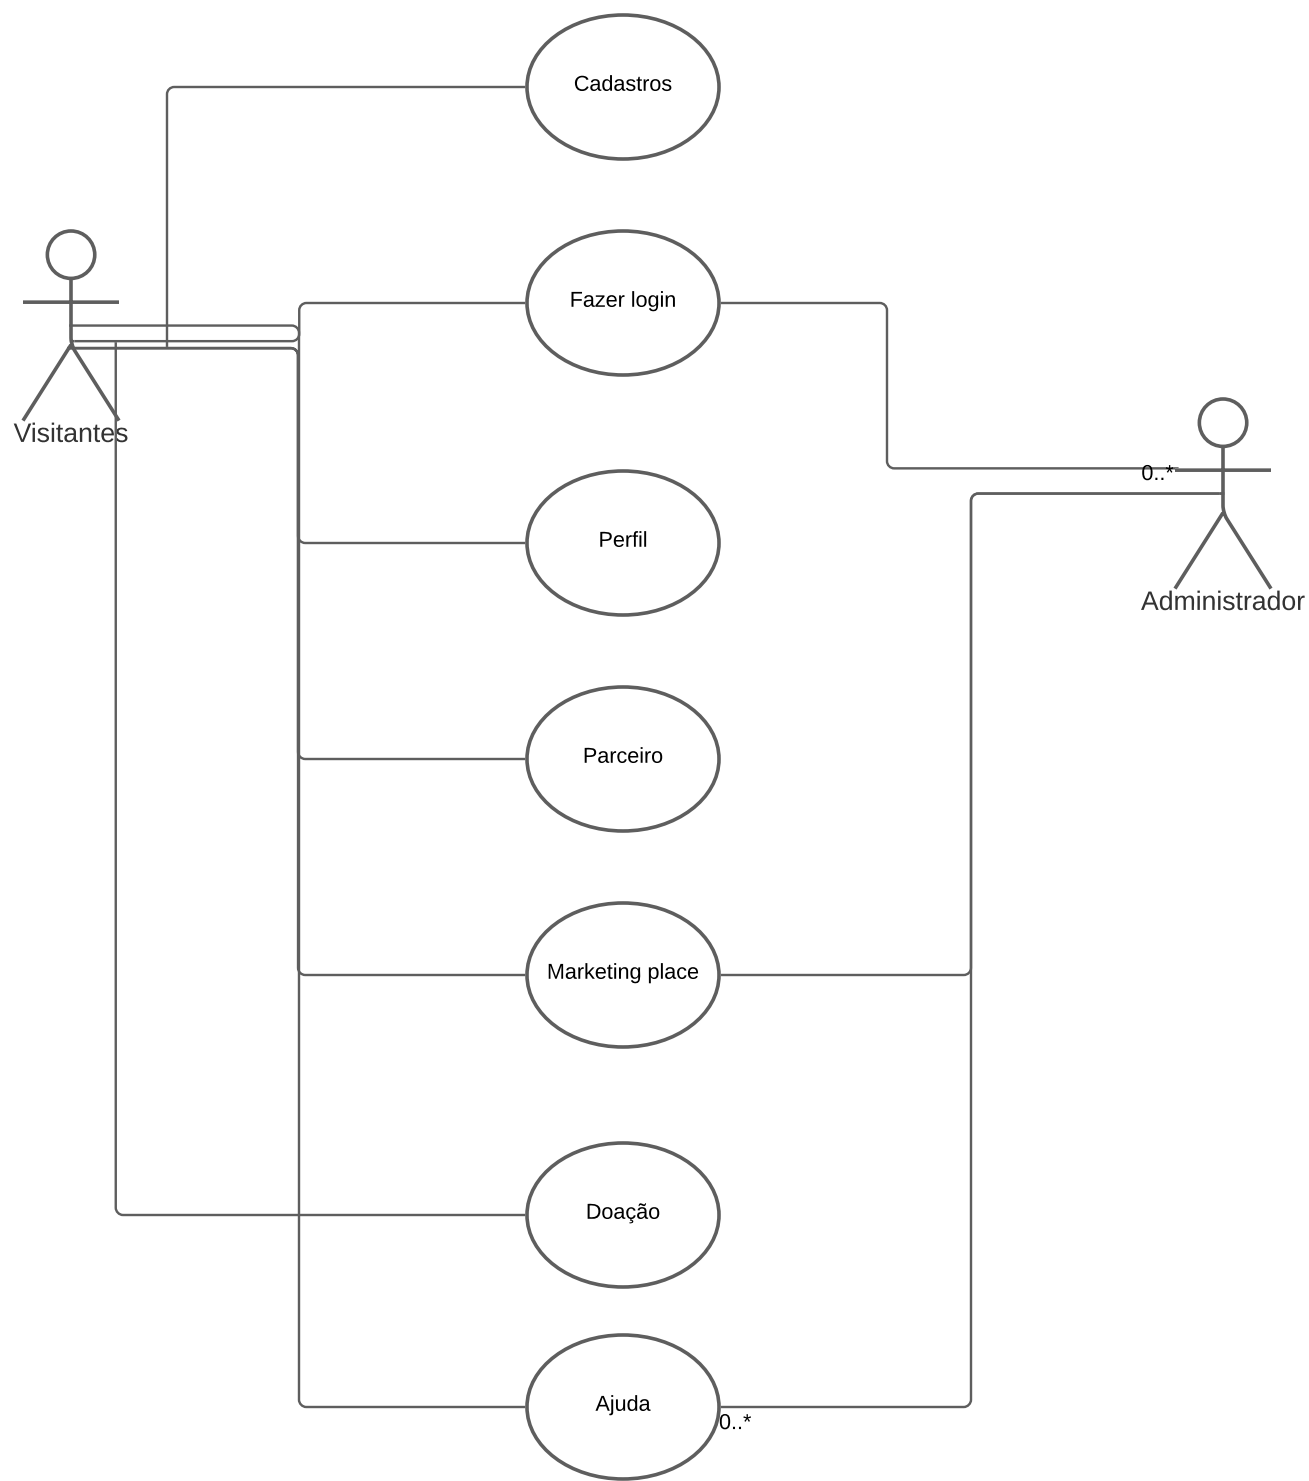 Cadastros
Fazer login
Visitantes
0..*
Perfil
Administrador
Parceiro
Marketing place
Doação
Ajuda
0..*